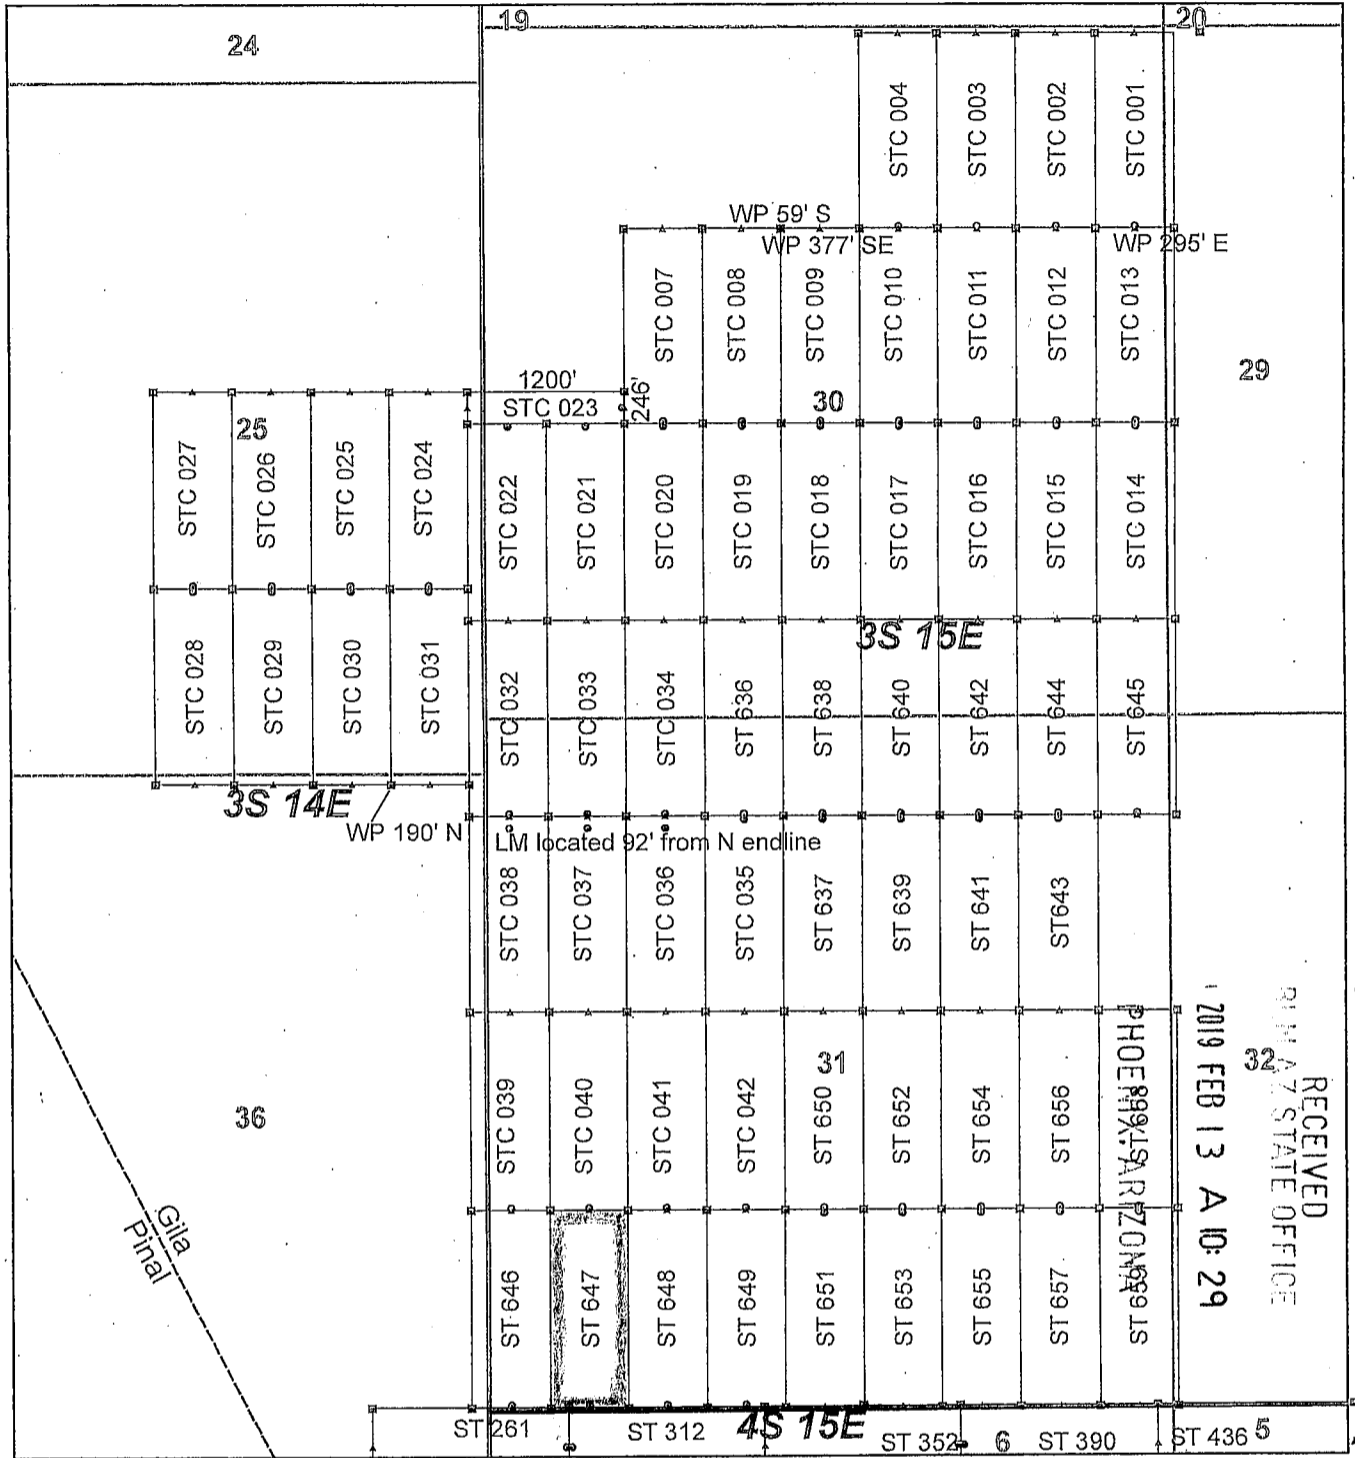 19
20
24
STC 004
STC 003
STC 002
STC 001
WP 59' S
WP 377' SE
WP 295' E
STC 007
STC 008
STC 009
STC 010
STC 011
STC 012
STC 013
29
1200'
246'
STC 023
30
25
STC 027
STC 026
STC 025
STC 024
STC 022
STC 021
STC 020
STC 019
STC 018
STC 017
STC 016
STC 015
STC 014
3S 15E
STC 028
STC 029
STC 030
STC 031
STC 032
STC 033
STC 034
ST 636
ST 638
ST 640
ST 642
ST 644
ST 645
3S 14E
WP 190' N
LM located 92' from N endline
STC 038
STC 037
STC 036
STC 035
ST 637
ST 639
ST 641
ST643
31
32
36
STC 039
STC 040
STC 041
STC 042
ST 650
ST 652
ST 654
ST 656
RECEIVED
AZ STATE OFFICE
2019 FEB 13 A 10: 29
PHOENIX, ARIZONA
Gila
Pinal
ST 646
ST 647
ST 648
ST 649
ST 651
ST 653
ST 655
ST 657
ST 659
4S 15E
ST 261
ST 312
ST 352
6
ST 390
ST 436
5